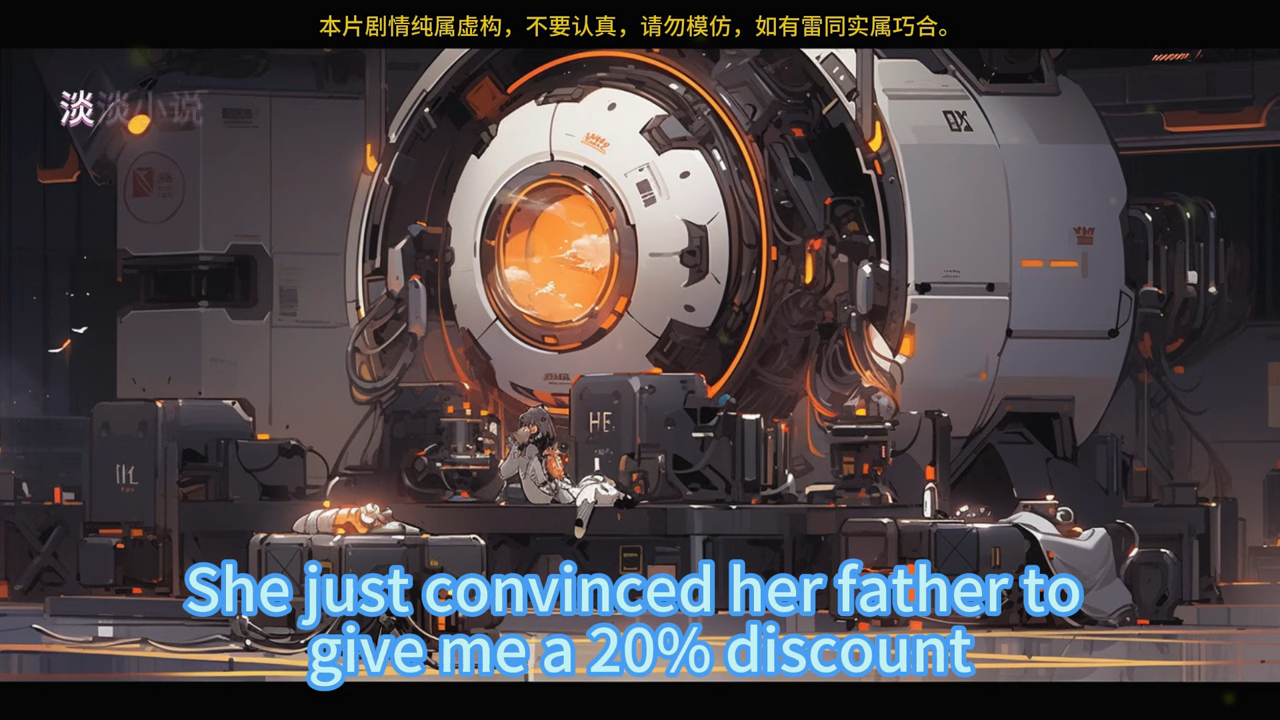 本片剧情纯属虚构，不要认真，请勿模仿，如有雷同实属巧合。
淡淡小说
HE
She just convinced her father to
give me a 20% discount